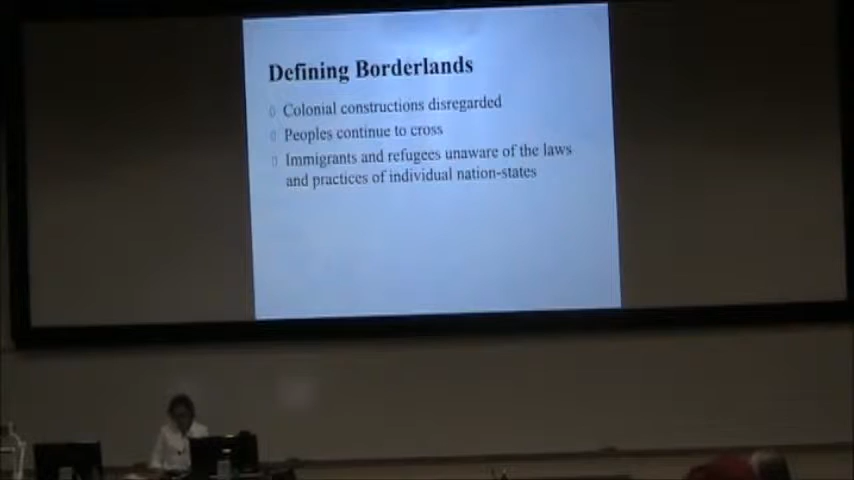 Defining Borderlands
Colonial constructions disregarded
Peoples continue to cross
Immigrants and refugees unaware of the laws
and practices of individual nation-states